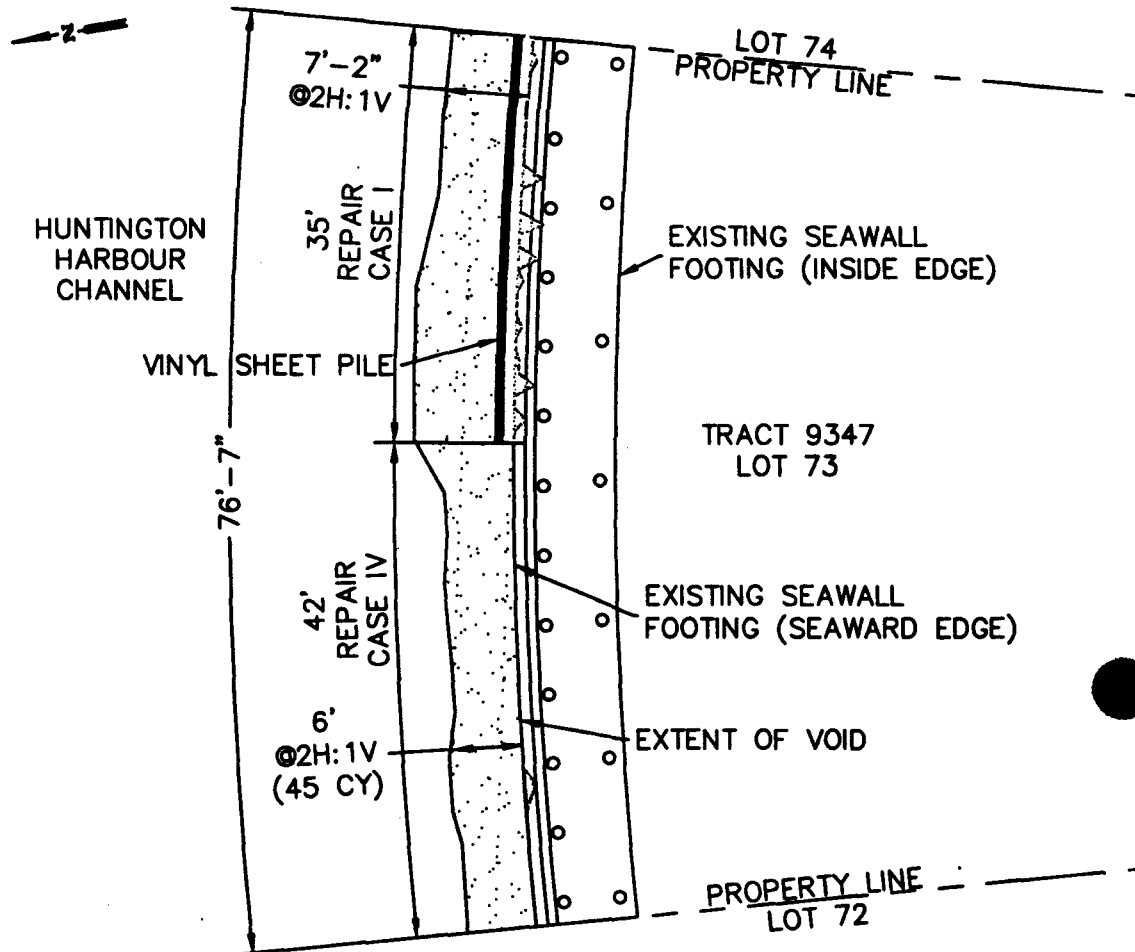 N
LOT 74
PROPERTY LINE
7'-2"
@2H: 1V
35'
REPAIR
CASE I
HUNTINGTON
HARBOUR
CHANNEL
EXISTING SEAWALL
FOOTING (INSIDE EDGE)
VINYL SHEET PILE
TRACT 9347
LOT 73
76'-7"
42'
REPAIR
CASE IV
EXISTING SEAWALL
FOOTING (SEAWARD EDGE)
6'
@2H: 1V
(45 CY)
EXTENT OF VOID
PROPERTY LINE
LOT 72